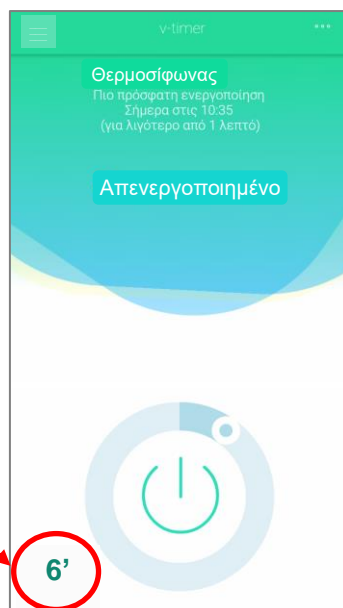 v-timer
Θερμοσίφωνας
Πιο πρόσφατη ενεργοποίηση
Σήμερα στις 10:35
(για λιγότερο από 1 λεπτό)
Απενεργοποιημένο
6’